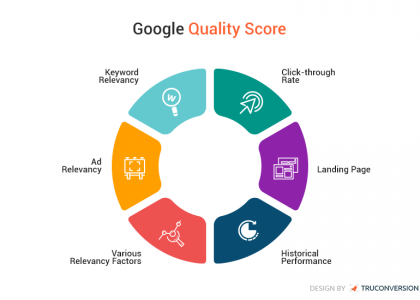 Google Quality Score
Keyword
Relevancy
Click-through
Rate
W
Ad
Relevancy
Landing Page
Various
Relevancy Factors
Historical
Performance
DESIGN BY TRUCONVERSION